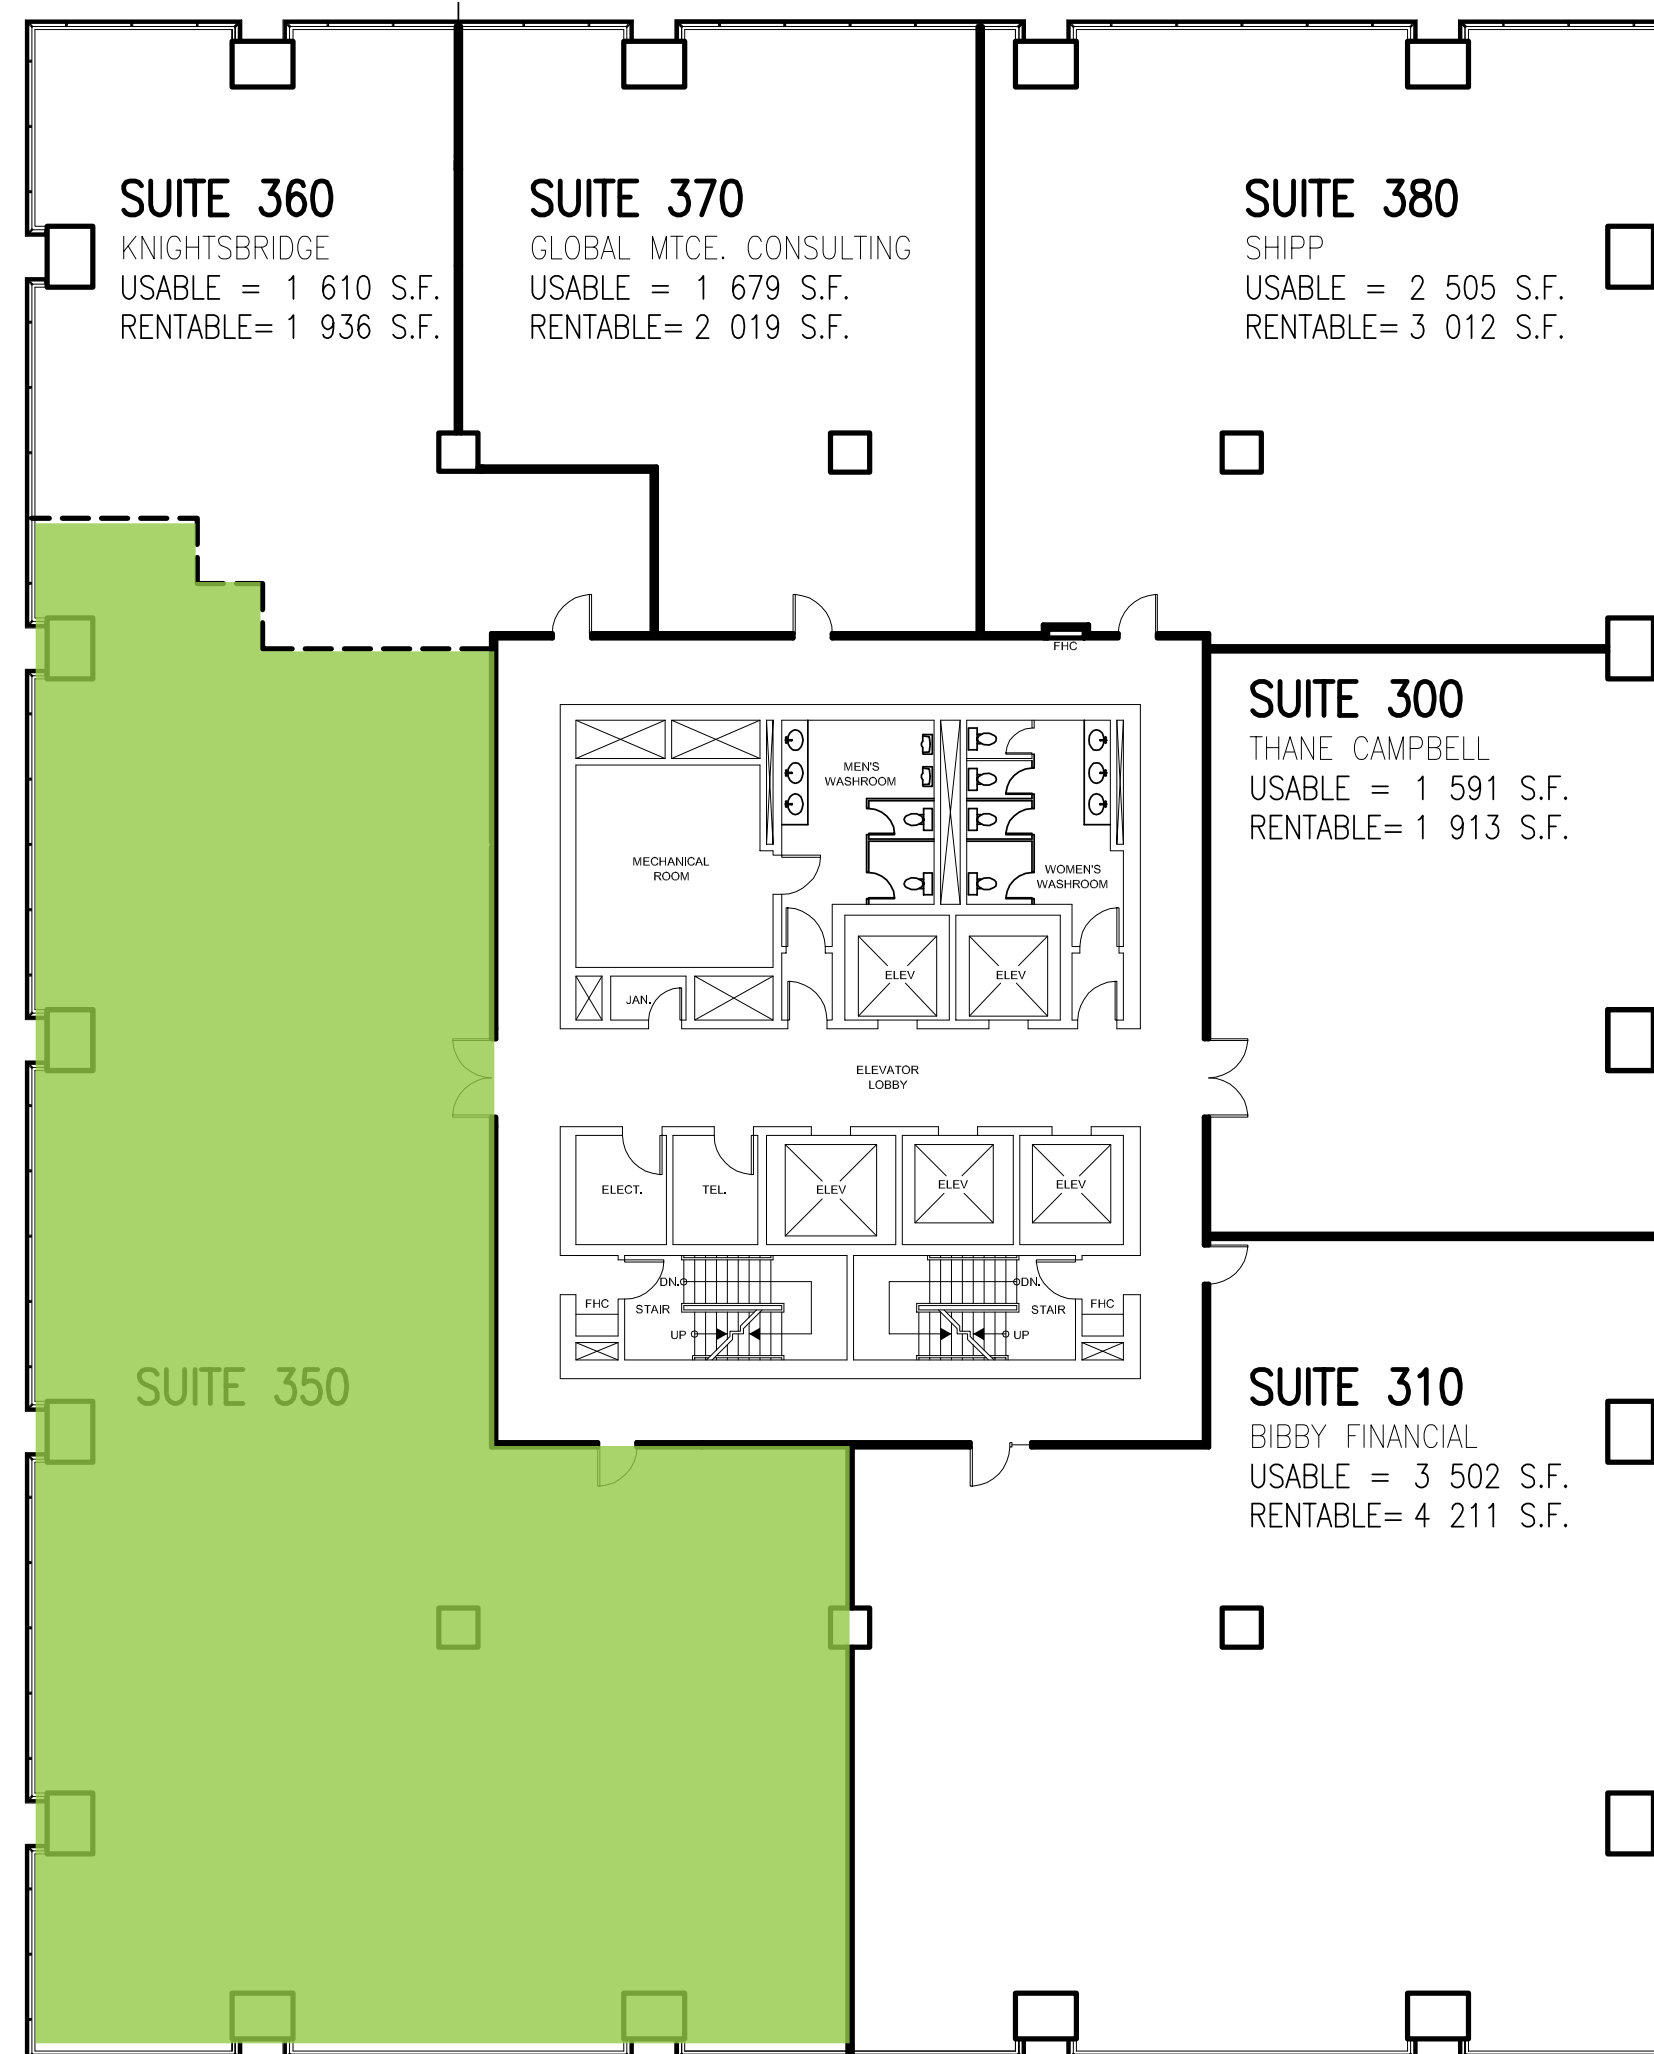 SUITE 360
KNIGHTSBRIDGE
USABLE = 1 610 S.F.
RENTABLE= 1 936 S.F.
SUITE 370
GLOBAL MTCE. CONSULTING
USABLE = 1 679 S.F.
RENTABLE= 2 019 S.F.
SUITE 380
SHIPP
USABLE = 2 505 S.F.
RENTABLE= 3 012 S.F.
FHC
SUITE 300
THANE CAMPBELL
USABLE = 1 591 S.F.
RENTABLE= 1 913 S.F.
MEN'S
WASHROOM
MECHANICAL
ROOM
WOMEN'S
WASHROOM
ELEV
ELEV
JAN.
ELEVATOR
LOBBY
ELECT.
TEL.
ELEV
ELEV
ELEV
DN.
DN.
FHC
STAIR
STAIR
FHC
UP
UP
SUITE 350
SUITE 310
BIBBY FINANCIAL
USABLE = 3 502 S.F.
RENTABLE= 4 211 S.F.